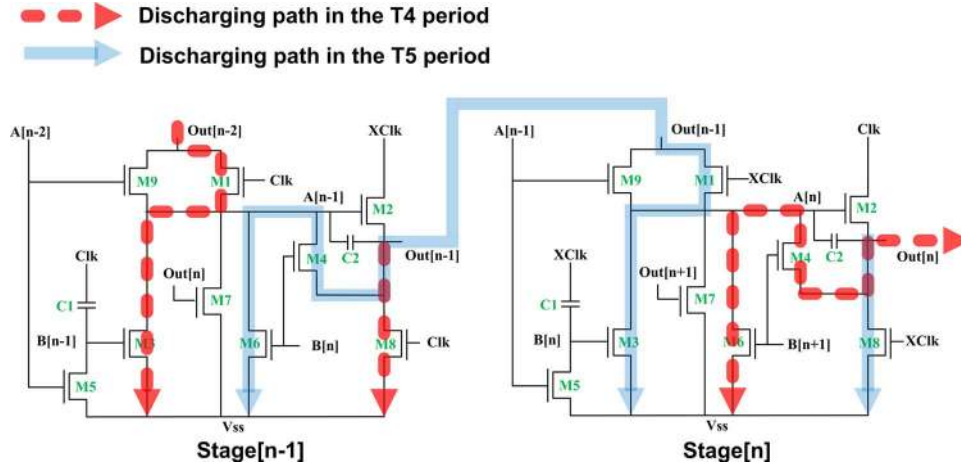 Discharging path in the T4 period
Discharging path in the T5 period
A[n-2]
Out[n-2]
XClk
M9
M1
Clk
A[n-1]
M2
Clk
M4
C2
Out[n-1]
Out[n]
M7
C1
B[n-1]
M3
M6
B[n]
M8
Clk
M5
Vss
Stage[n-1]
A[n-1]
Out[n-1]
Clk
M9
M1
XClk
A[n]
M2
XClk
M4
C2
Out[n]
Out[n+1]
M7
C1
B[n]
M3
M6
B[n+1]
M8
XClk
M5
Vss
Stage[n]